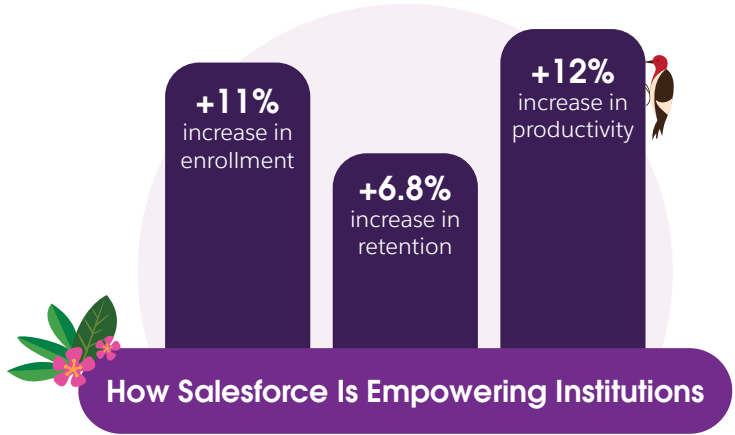 +11%
increase in
enrollment
+6.8%
increase in
retention
+12%
increase in
productivity
How Salesforce Is Empowering Institutions